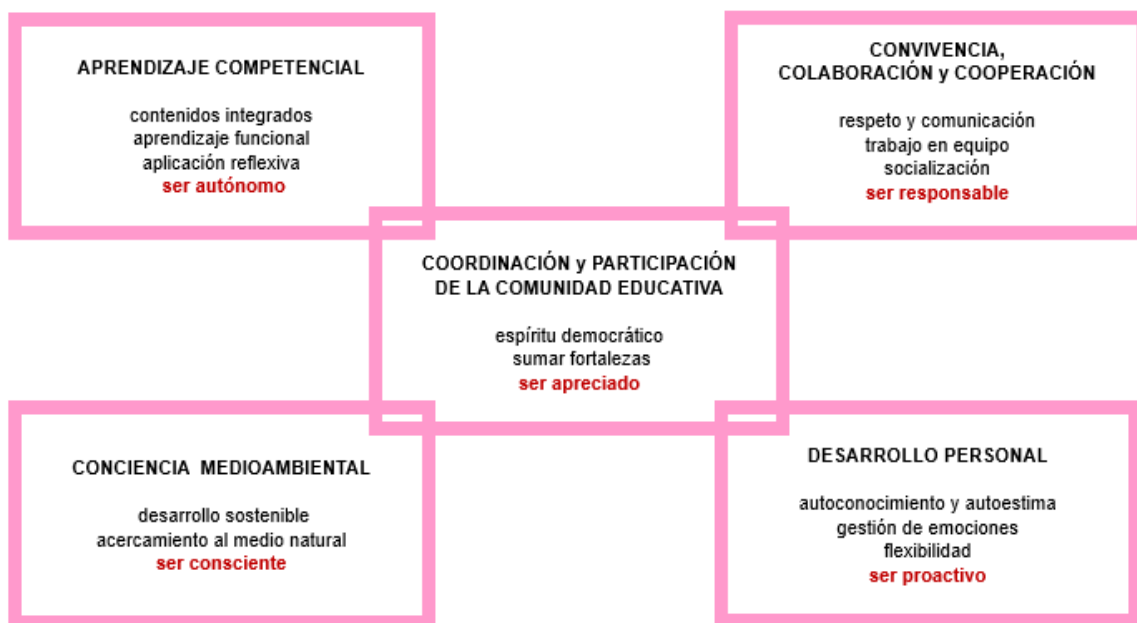 APRENDIZAJE COMPETENCIAL
contenidos integrados
aprendizaje funcional
aplicación reflexiva
ser autónomo
CONVIVENCIA,
COLABORACIÓN y COOPERACIÓN
respeto y comunicación
trabajo en equipo
socialización
ser responsable
COORDINACIÓN y PARTICIPACIÓN
DE LA COMUNIDAD EDUCATIVA
espíritu democrático
sumar fortalezas
ser apreciado
CONCIENCIA MEDIOAMBIENTAL
desarrollo sostenible
acercamiento al medio natural
ser consciente
DESARROLLO PERSONAL
autoconocimiento y autoestima
gestión de emociones
flexibilidad
ser proactivo